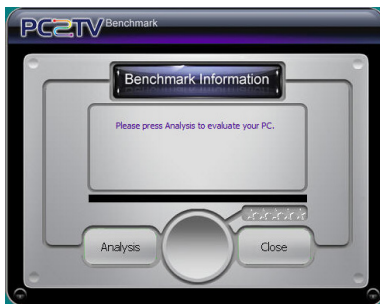 PC2TV Benchmark
Benchmark Information
Please press Analysis to evaluate your PC.
Analysis
Close